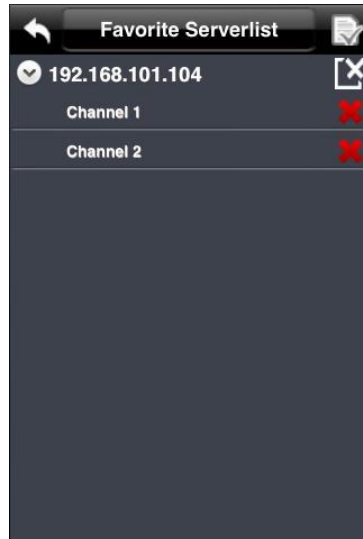 Favorite Serverlist
192.168.101.104
Channel 1
Channel 2